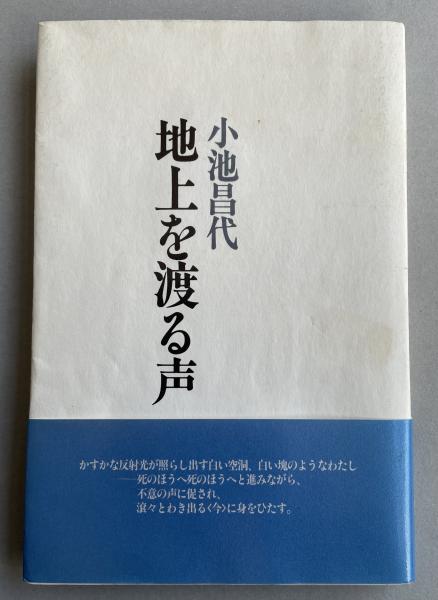 小池昌代
地上を渡る声
かすかな反射光が照らし出す白い空洞、白い塊のようなわたし
──死のほうへ死のほうへと進みながら、
不意の声に促され、
滾々とわき出る〈今〉に身をひたす。